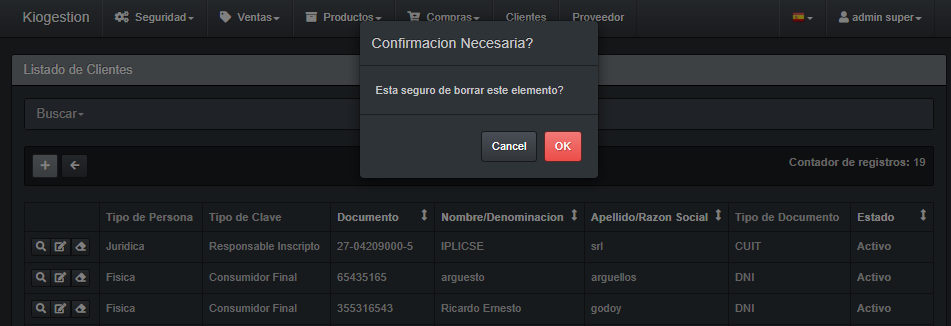 Kiogestion Seguridad Ventas Productos Compras Clientes Proveedor admin super
Confirmacion Necesaria?
Listado de Clientes
Esta seguro de borrar este elemento?
Buscar
Cancel OK
Contador de registros: 19
Tipo de Persona Tipo de Clave Documento Nombre/Denominacion Apellido/Razon Social Tipo de Documento Estado
Juridica Responsable Inscripto 27-04209000-5 IPLICSE srl CUIT Activo
Fisica Consumidor Final 65435165 arguesto arguellos DNI Activo
Fisica Consumidor Final 355316543 Ricardo Ernesto godoy DNI Activo